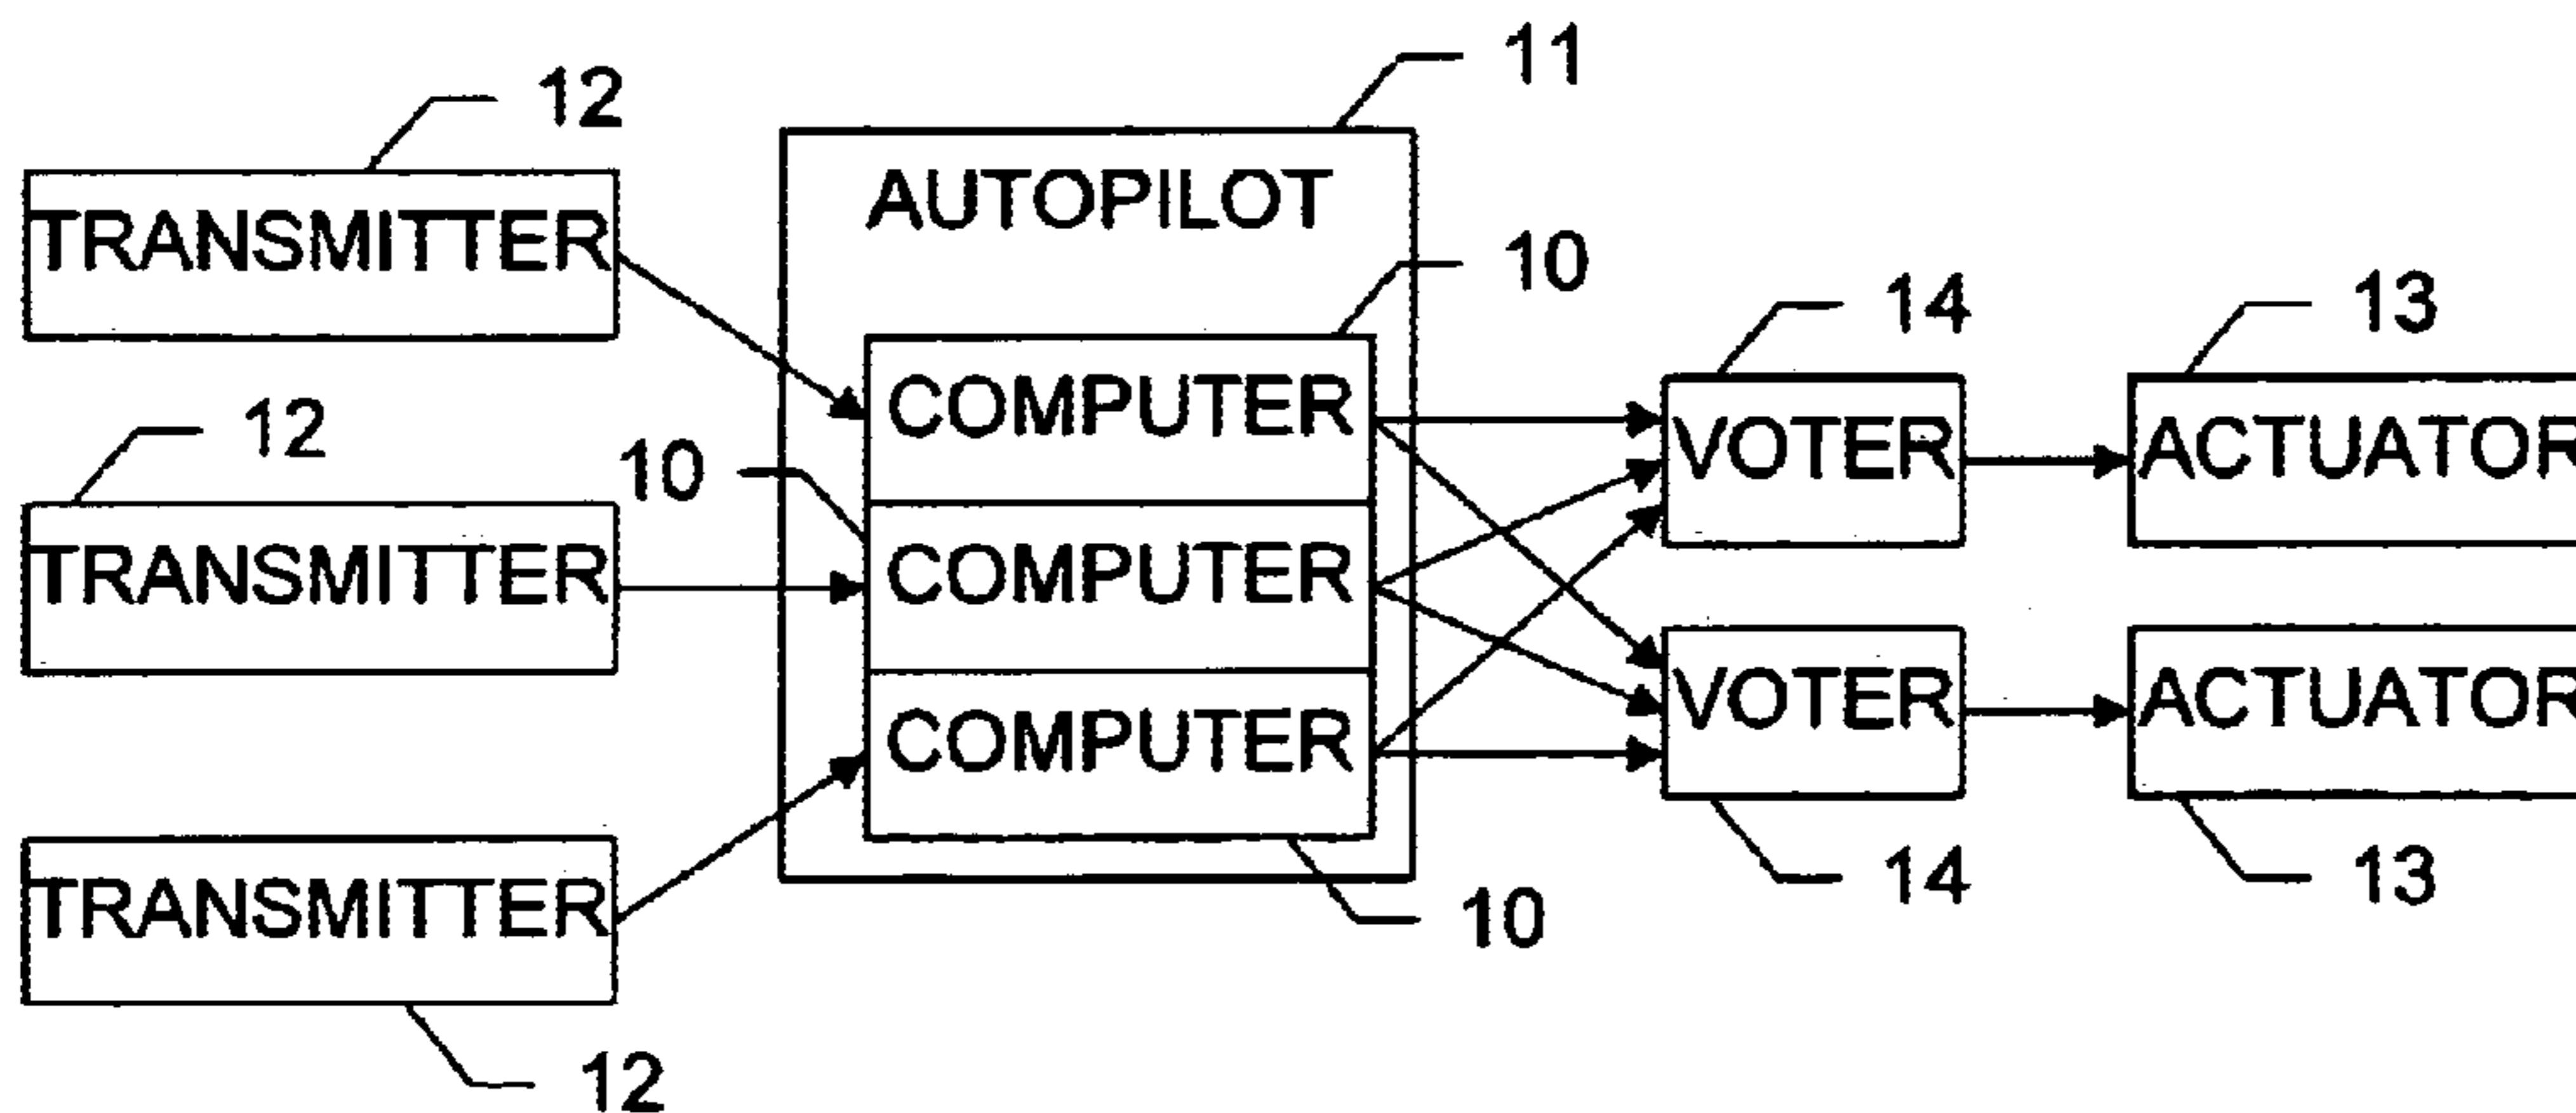 11
12
TRANSMITTER
AUTOPILOT
10
14
13
12
10
COMPUTER
VOTER
ACTUATOR
TRANSMITTER
COMPUTER
COMPUTER
VOTER
ACTUATOR
TRANSMITTER
10
14
13
12